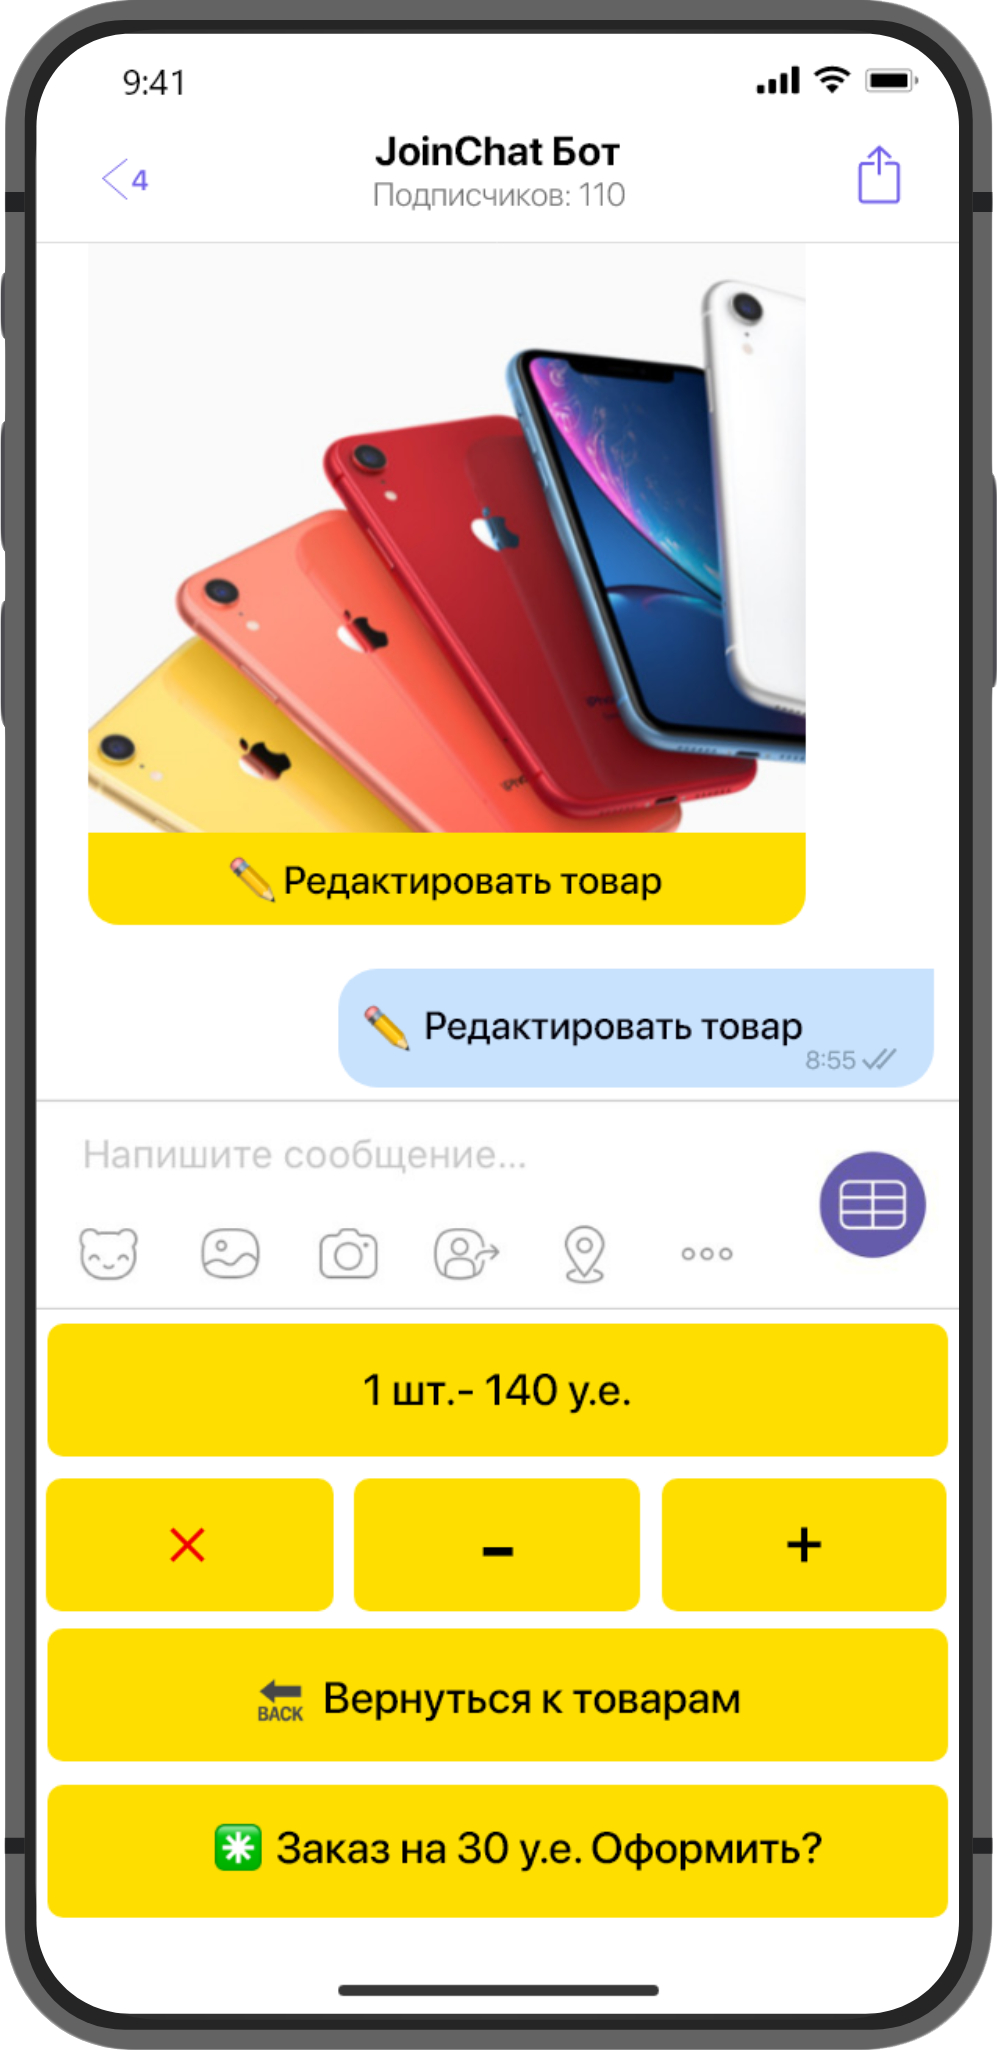 9:41
4
JoinChat Бот
Подписчиков: 110
✏️ Редактировать товар
✏️ Редактировать товар
8:55
Напишите сообщение...
1 шт.- 140 у.е.
× - +
BACK Вернуться к товарам
✳️ Заказ на 30 у.е. Оформить?